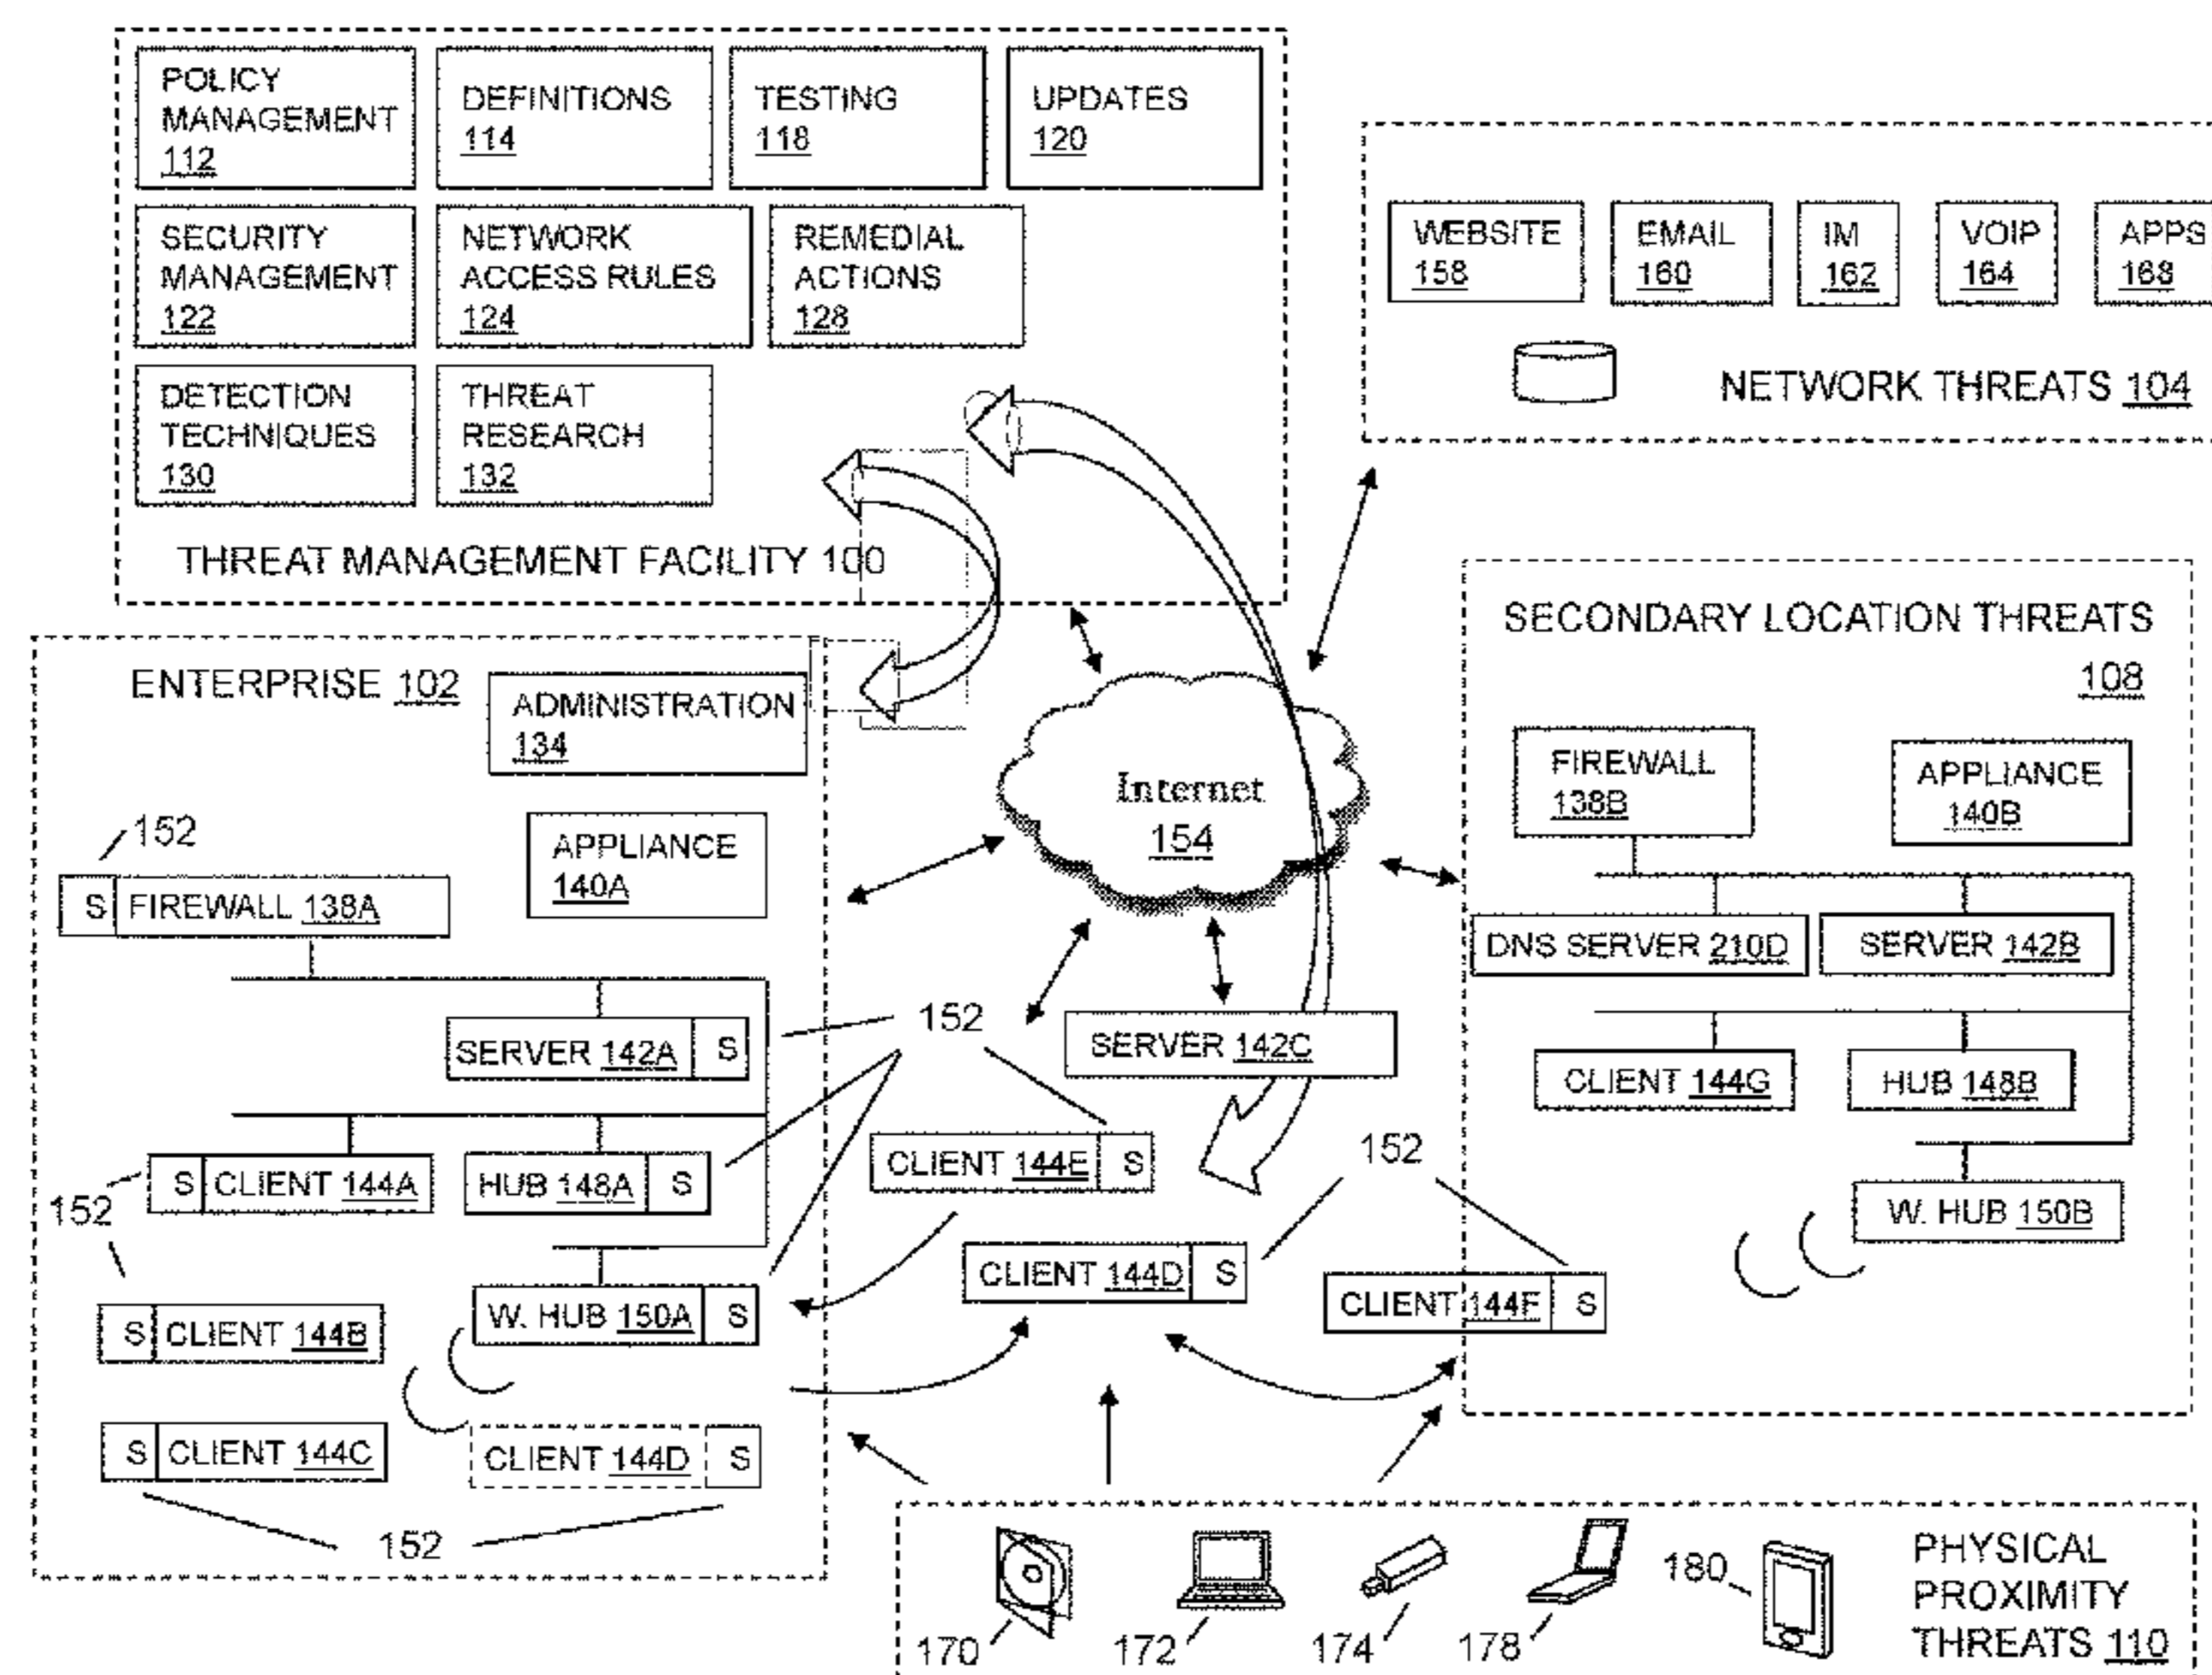 POLICY
MANAGEMENT
112
DEFINITIONS
114
TESTING
118
UPDATES
120
SECURITY
MANAGEMENT
122
NETWORK
ACCESS RULES
124
REMEDIAL
ACTIONS
128
DETECTION
TECHNIQUES
130
THREAT
RESEARCH
132
THREAT MANAGEMENT FACILITY 100
WEBSITE
158
EMAIL
160
IM
162
VOIP
164
APPS
168
NETWORK THREATS 104
ENTERPRISE 102
ADMINISTRATION
134
APPLIANCE
140A
152
S FIREWALL 138A
SERVER 142A S
152
S CLIENT 144A
HUB 148A S
152
S CLIENT 144B
W. HUB 150A S
S CLIENT 144C
CLIENT 144D S
152
Internet
154
SERVER 142C
CLIENT 144E S
152
CLIENT 144D S
CLIENT 144F S
SECONDARY LOCATION THREATS
108
FIREWALL
138B
APPLIANCE
140B
DNS SERVER 210D
SERVER 142B
CLIENT 144G
HUB 148B
W. HUB 150B
170
172
174
178
180
PHYSICAL
PROXIMITY
THREATS 110